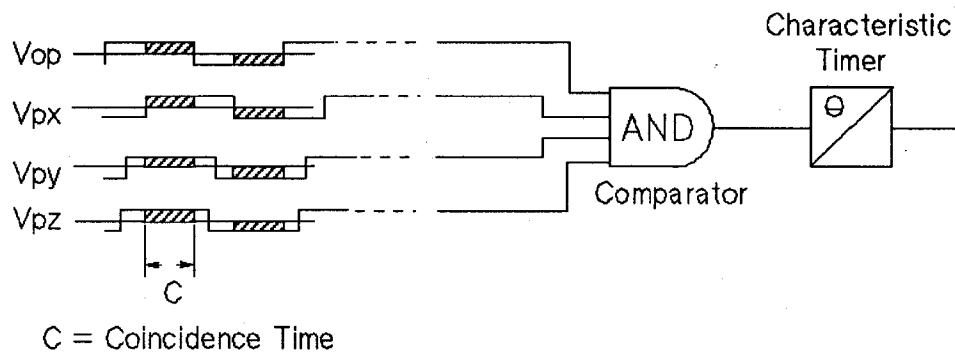 Characteristic
Timer
Vop
Vpx
Vpy
Vpz
AND
Comparator
Θ
C
C = Coincidence Time